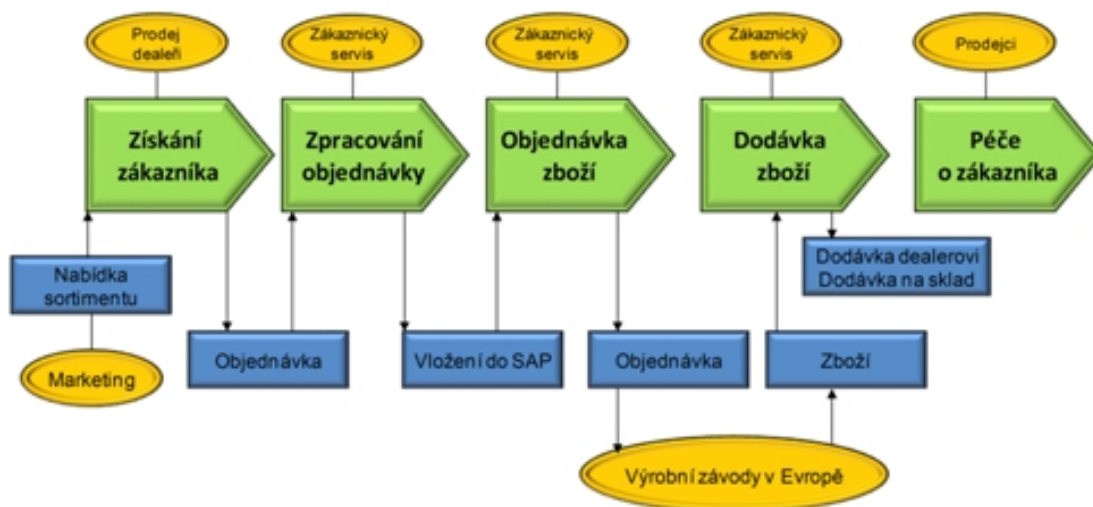 Prodej
dealeři
Zákaznický
servis
Zákaznický
servis
Zákaznický
servis
Prodejci
Získání
zákazníka
Zpracování
objednávky
Objednávka
zboží
Dodávka
zboží
Péče
o zákazníka
Nabídka
sortimentu
Dodávka dealerovi
Dodávka na sklad
Objednávka
Vložení do SAP
Objednávka
Zboží
Marketing
Výrobní závody v Evropě